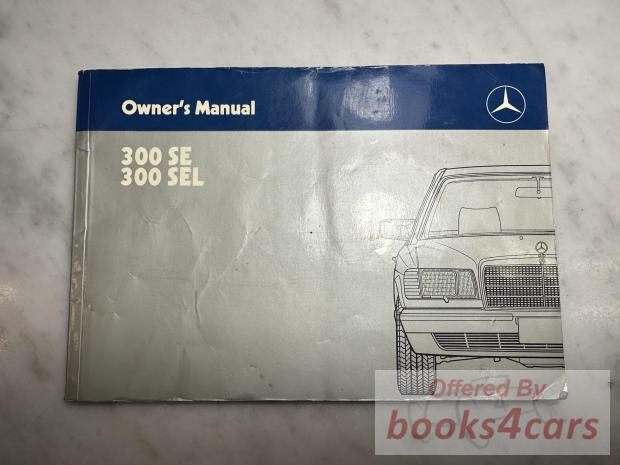 Owner's Manual
300 SE
300 SEL
Offered By
books4cars